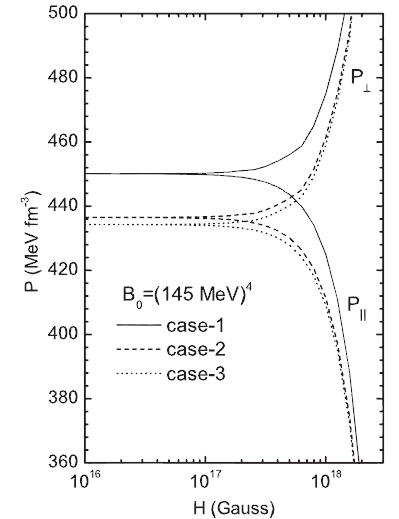 500
480
460
440
420
400
380
360
P (MeV fm⁻³)
P⊥
P||
B₀=(145 MeV)⁴
case-1
case-2
case-3
10¹⁶
10¹⁷
10¹⁸
H (Gauss)